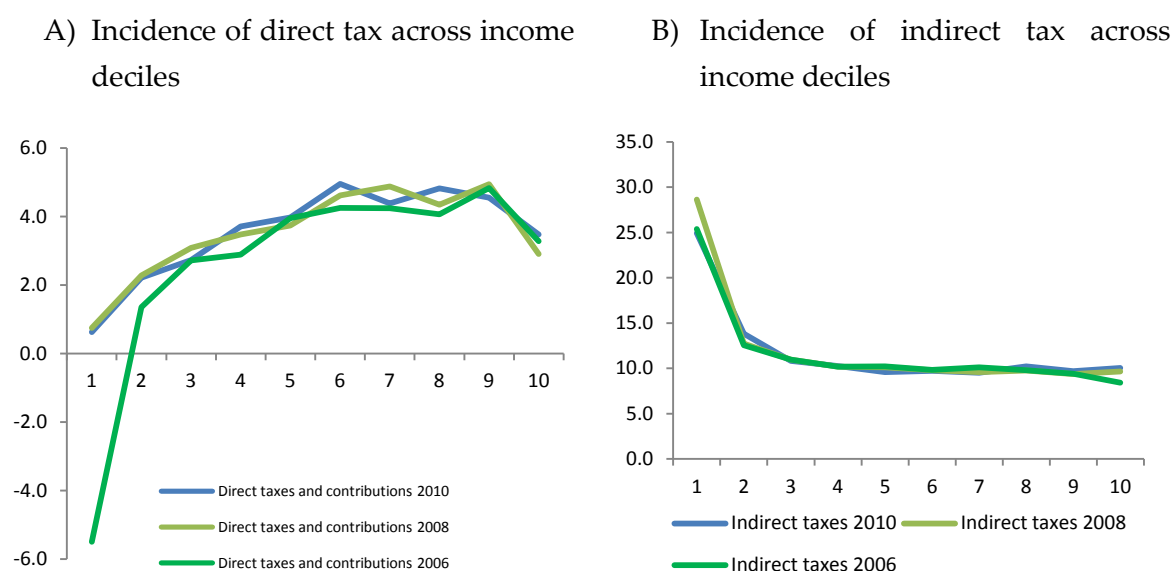 A) Incidence of direct tax across income
deciles
6.0
4.0
2.0
0.0
-2.0
-4.0
-6.0
1 2 3 4 5 6 7 8 9 10
Direct taxes and contributions 2010
Direct taxes and contributions 2008
Direct taxes and contributions 2006
B) Incidence of indirect tax across
income deciles
35.0
30.0
25.0
20.0
15.0
10.0
5.0
0.0
1 2 3 4 5 6 7 8 9 10
Indirect taxes 2010 Indirect taxes 2008
Indirect taxes 2006